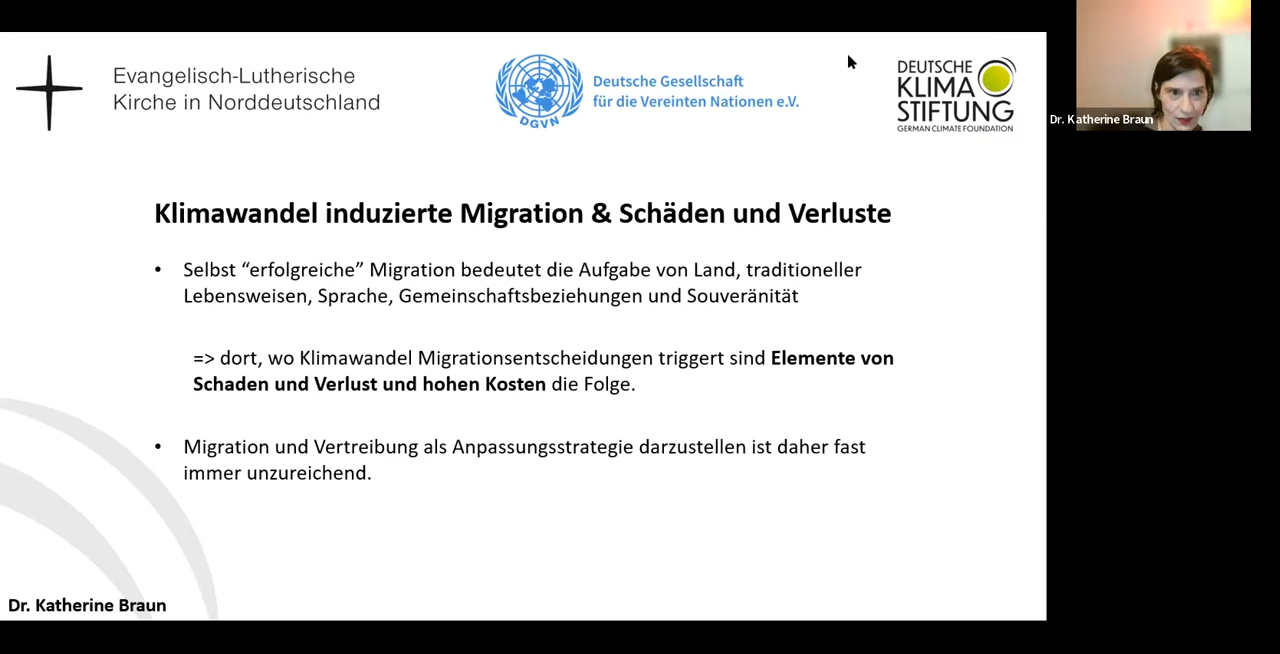 Evangelisch-Lutherische
Kirche in Norddeutschland
DGVN
Deutsche Gesellschaft
für die Vereinten Nationen e.V.
DEUTSCHE
KLIMA
STIFTUNG
GERMAN CLIMATE FOUNDATION
Dr. Katherine Braun
Klimawandel induzierte Migration & Schäden und Verluste
• Selbst “erfolgreiche” Migration bedeutet die Aufgabe von Land, traditioneller
Lebensweisen, Sprache, Gemeinschaftsbeziehungen und Souveränität
=> dort, wo Klimawandel Migrationsentscheidungen triggert sind Elemente von
Schaden und Verlust und hohen Kosten die Folge.
• Migration und Vertreibung als Anpassungsstrategie darzustellen ist daher fast
immer unzureichend.
Dr. Katherine Braun